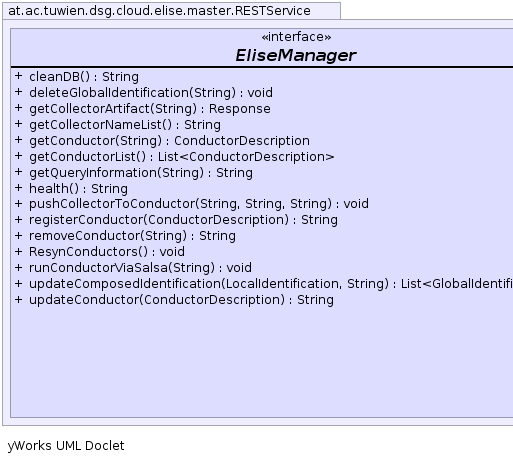 at.ac.tuwien.dsg.cloud.elise.master.RESTService
«interface»
EliseManager
+ cleanDB() : String
+ deleteGlobalIdentification(String) : void
+ getCollectorArtifact(String) : Response
+ getCollectorNameList() : String
+ getConductor(String) : ConductorDescription
+ getConductorList() : List<ConductorDescription>
+ getQueryInformation(String) : String
+ health() : String
+ pushCollectorToConductor(String, String, String) : void
+ registerConductor(ConductorDescription) : String
+ removeConductor(String) : String
+ ResynConductors() : void
+ runConductorViaSalsa(String) : void
+ updateComposedIdentification(LocalIdentification, String) : List<GlobalIdentifi
+ updateConductor(ConductorDescription) : String
yWorks UML Doclet